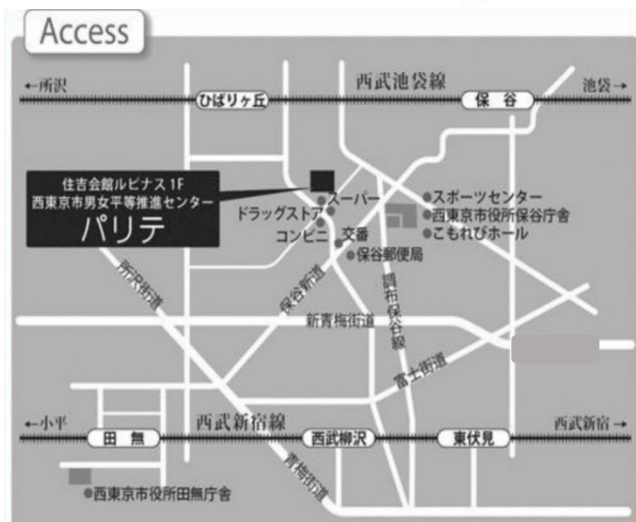 Access
←所沢
西武池袋線
池袋→
ひばりヶ丘
保谷
住吉会館ルピナス 1F
西東京市男女平等推進センター
パリテ
スーパー
ドラッグストア
コンビニ
交番
保谷郵便局
スポーツセンター
西東京市役所保谷庁舎
こもれびホール
所沢街道
保谷新道
調布保谷線
新青梅街道
富士街道
←小平
西武新宿線
西武新宿→
田無
西武柳沢
東伏見
青梅街道
西東京市役所田無庁舎